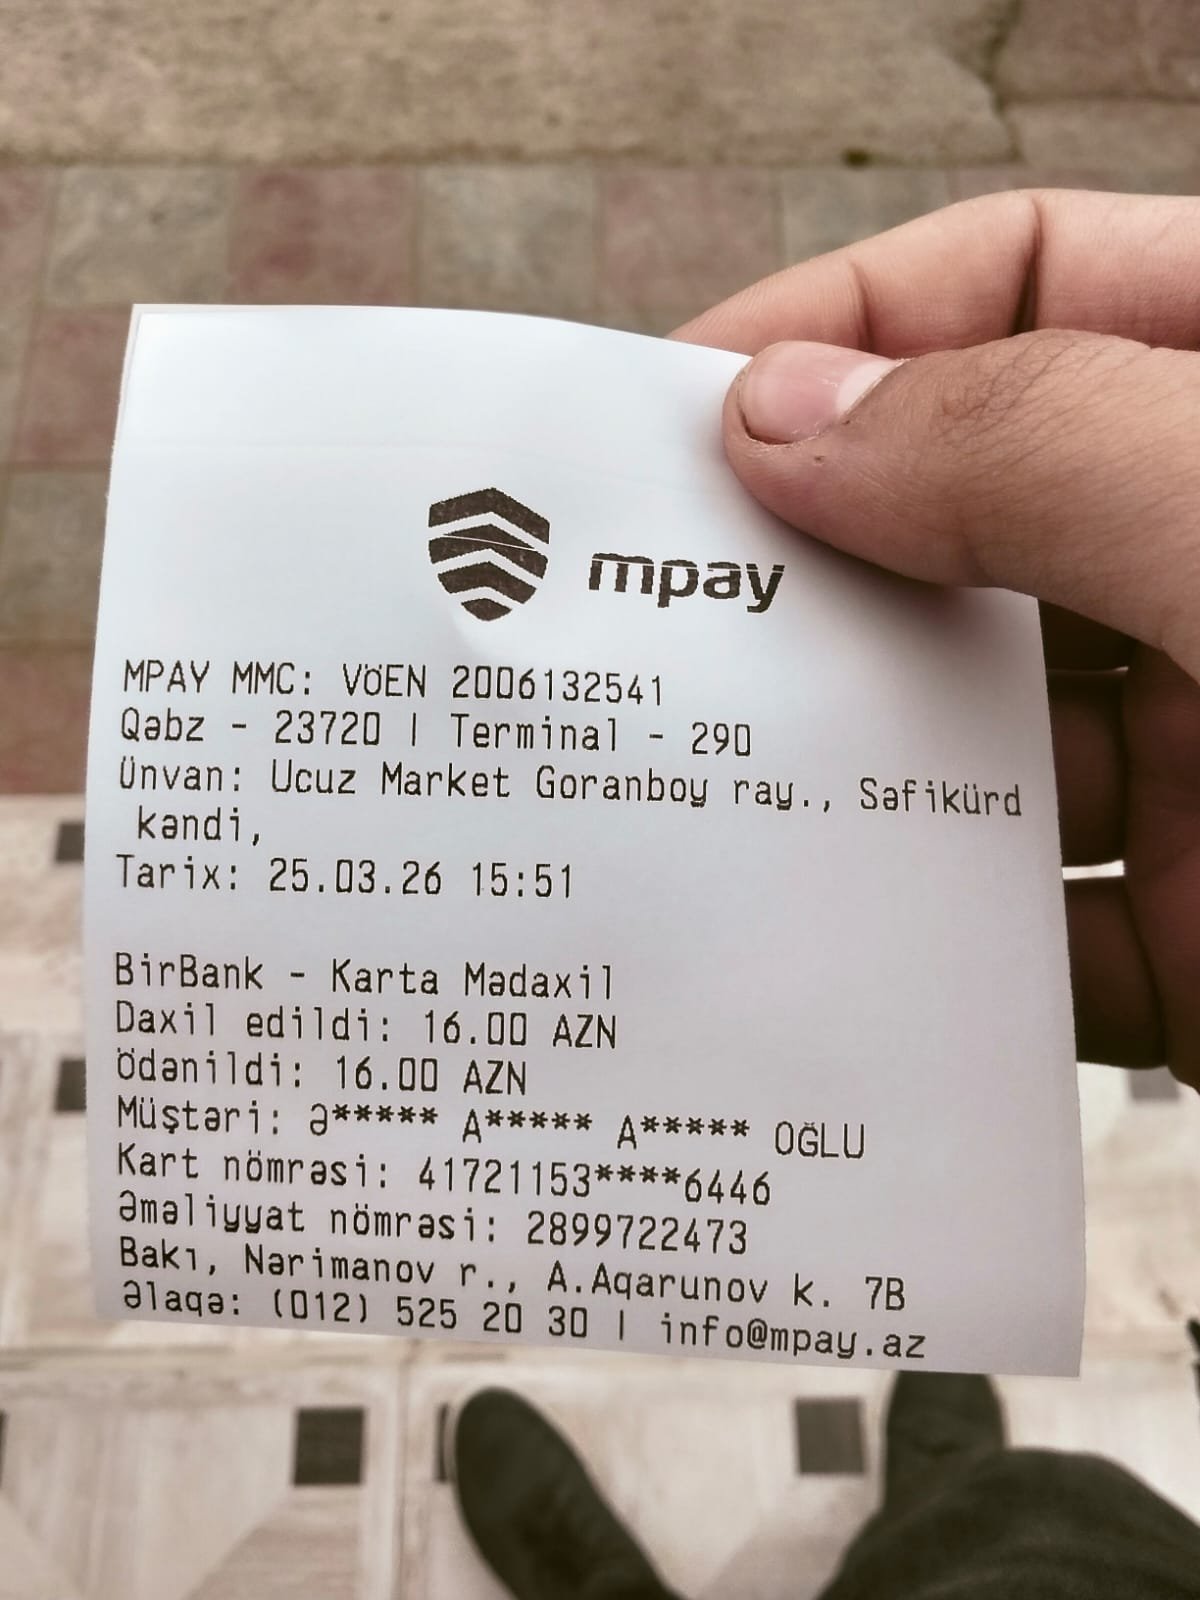 mpay
MPAY MMC: VÖEN 2006132541
Qəbz - 23720 | Terminal - 290
Ünvan: Ucuz Market Goranboy ray., Səfikürd
kəndi,
Tarix: 25.03.26 15:51
BirBank - Karta Mədaxil
Daxil edildi: 16.00 AZN
Ödənildi: 16.00 AZN
Müştəri: Ə***** A***** A***** OĞLU
Kart nömrəsi: 41721153****6446
Əməliyyat nömrəsi: 2899722473
Bakı, Nərimanov r., A.Aqarunov k. 7B
Əlaqə: (012) 525 20 30 | info@mpay.az